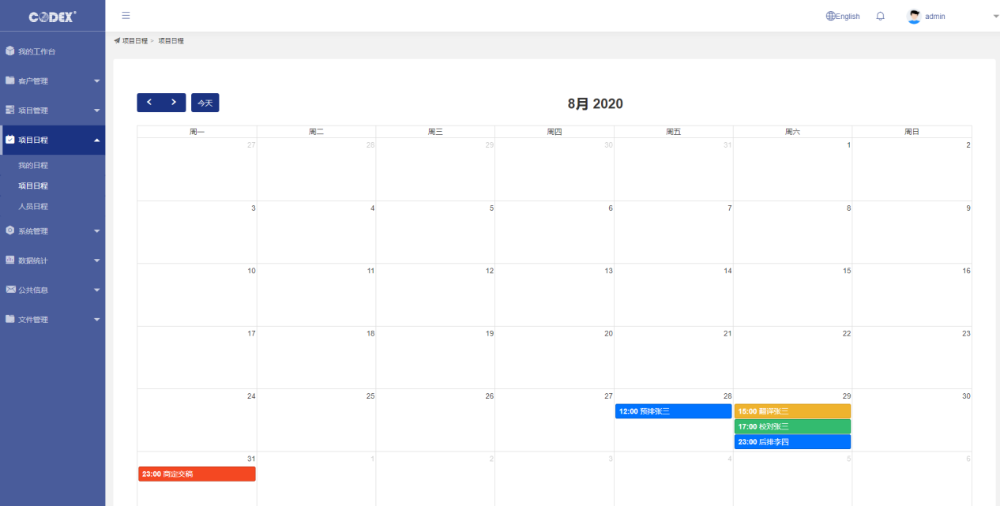 CODEX®
English
admin
项目日程 > 项目日程
我的工作台
客户管理
项目管理
项目日程
我的日程
项目日程
人员日程
系统管理
数据统计
公共信息
文件管理
今天
8月 2020
周一 周二 周三 周四 周五 周六 周日
27 28 29 30 31 1 2
3 4 5 6 7 8 9
10 11 12 13 14 15 16
17 18 19 20 21 22 23
24 25 26 27 28 29 30
12:00 预排张三
15:00 翻译张三
17:00 校对张三
23:00 后排李四
31 1 2 3 4 5 6
23:00 商定交稿